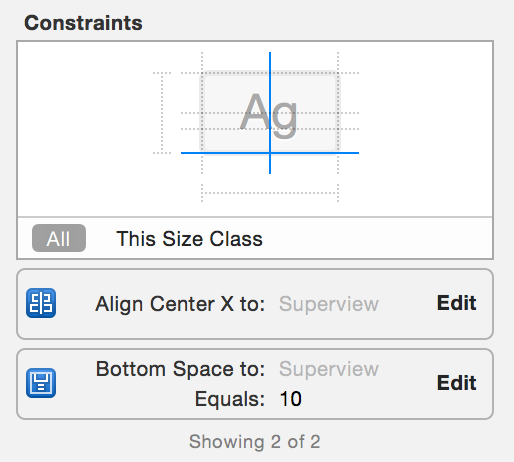 Constraints
Ag
All This Size Class
Align Center X to: Superview Edit
Bottom Space to: Superview Edit
Equals: 10
Showing 2 of 2